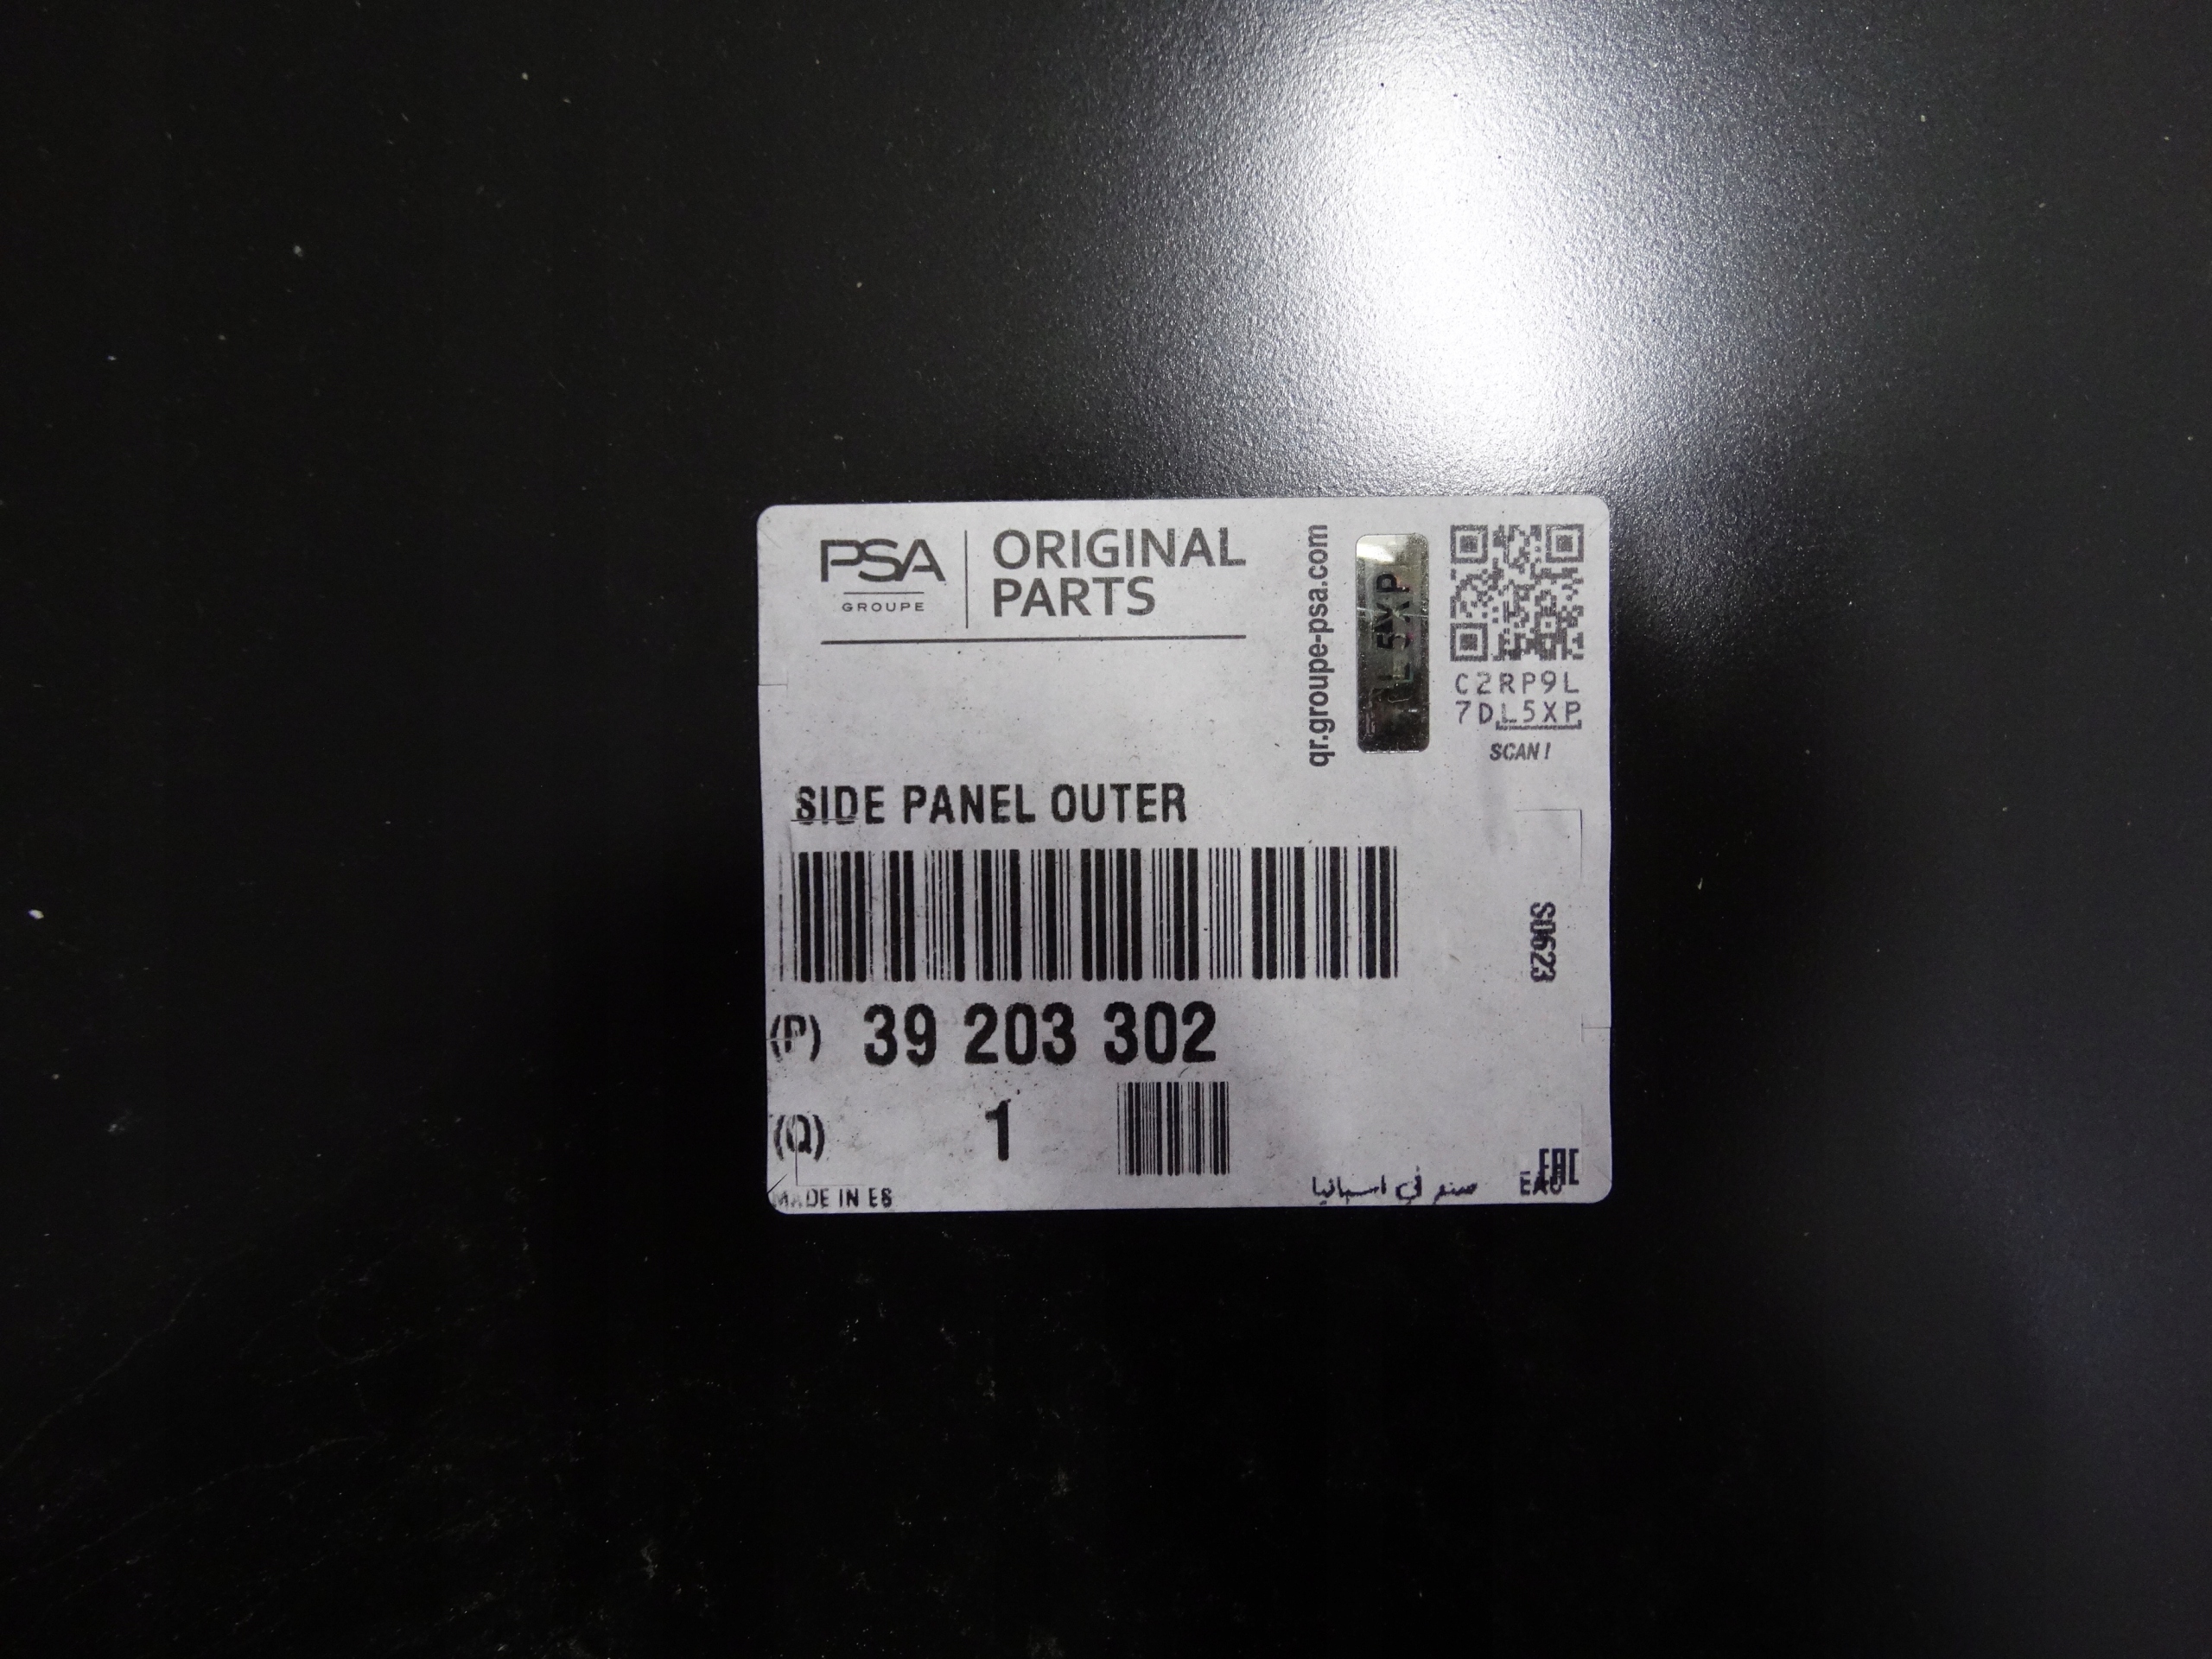 PSA
GROUPE
ORIGINAL
PARTS
qr.groupe-psa.com
L5XP
C2RP9L
7DL5XP
SCAN!
SIDE PANEL OUTER
S0623
(P) 39 203 302
(Q) 1
MADE IN ES
صنع في اسبانيا
EAC
EAC